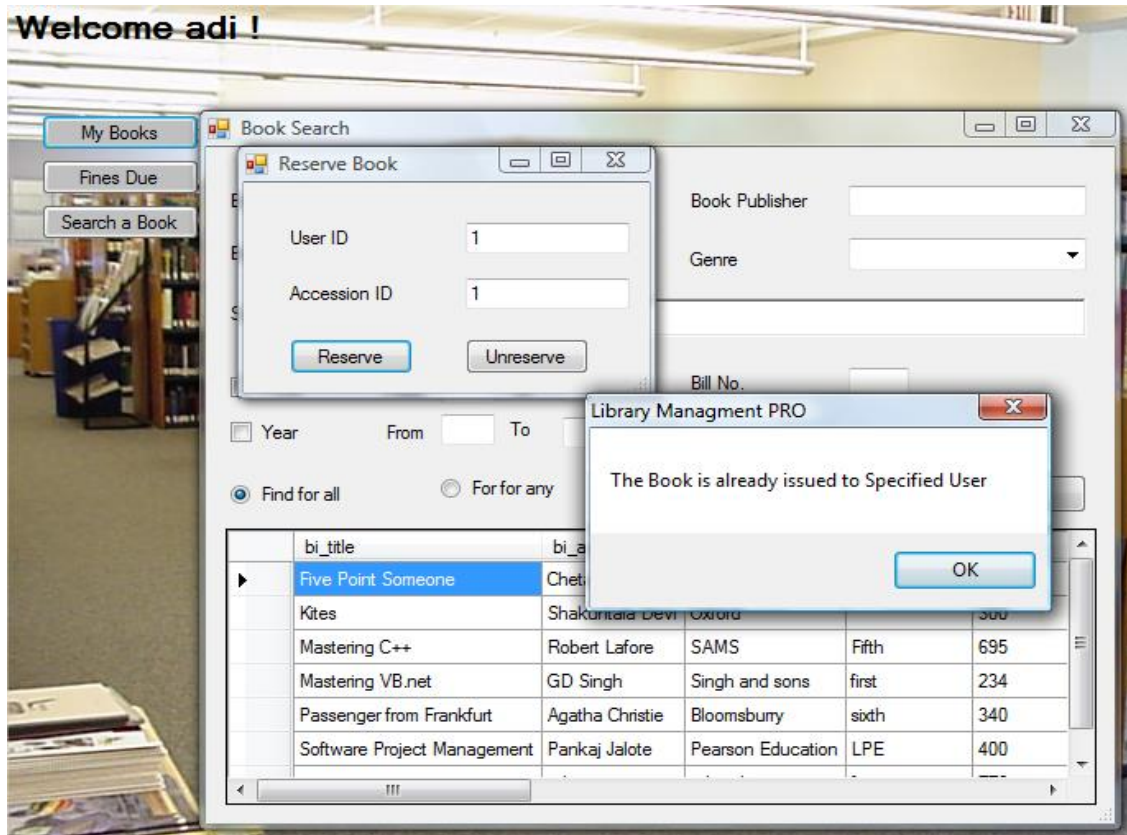 Welcome adi !
My Books
Fines Due
Search a Book
Book Search
Reserve Book
User ID 1
Accession ID 1
Reserve Unreserve
Book Publisher
Genre
Bill No.
Year From To
Find for all For for any
Library Managment PRO
The Book is already issued to Specified User
OK
bi_title
Five Point Someone
Kites Shakuntala Devi Oxford 300
Mastering C++ Robert Lafore SAMS Fifth 695
Mastering VB.net GD Singh Singh and sons first 234
Passenger from Frankfurt Agatha Christie Bloomsburry sixth 340
Software Project Management Pankaj Jalote Pearson Education LPE 400